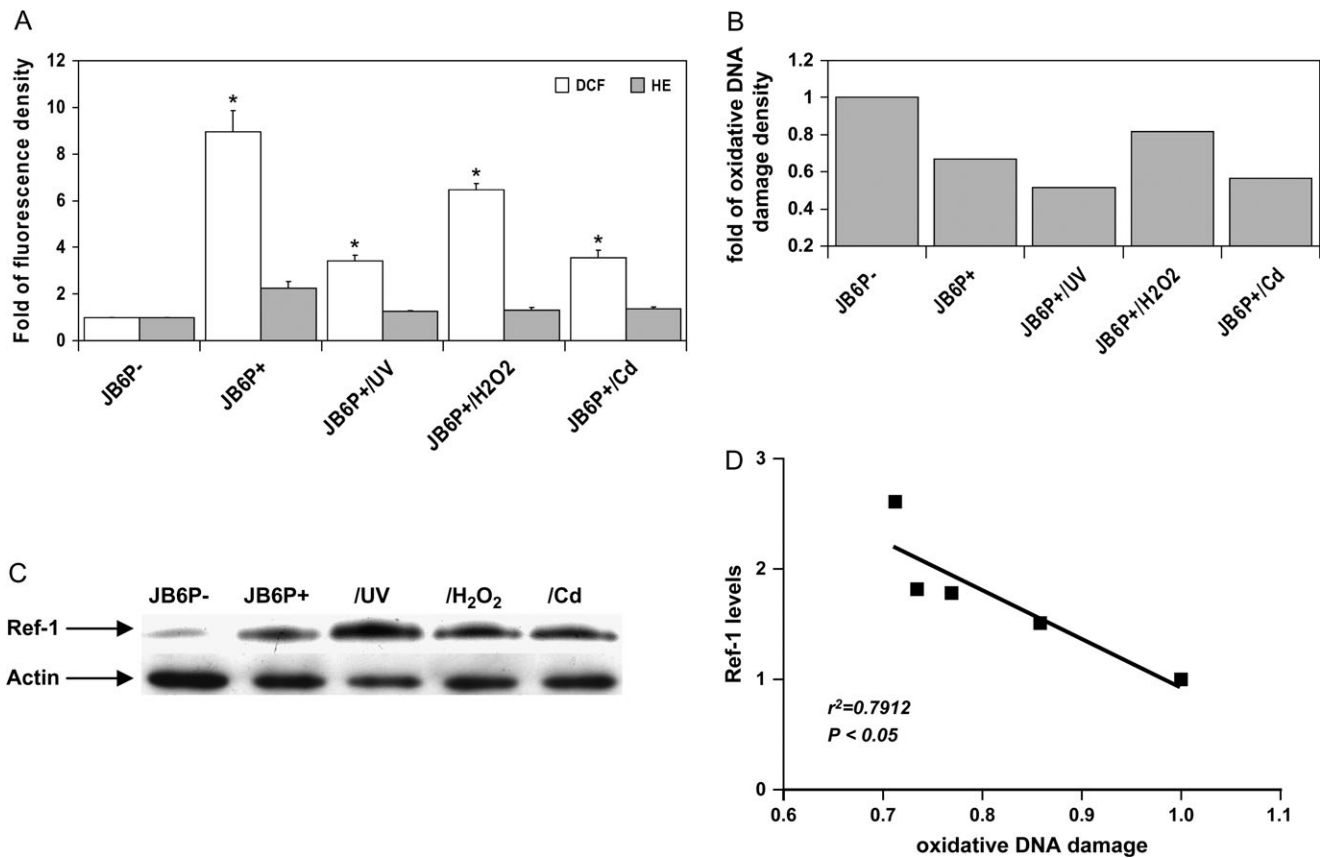 A
Fold of fluorescence density
12
10
8
6
4
2
0
DCF
HE
*
*
*
*
JB6P-
JB6P+
JB6P+/UV
JB6P+/H2O2
JB6P+/Cd
B
fold of oxidative DNA
damage density
1.2
1
0.8
0.6
0.4
0.2
JB6P-
JB6P+
JB6P+/UV
JB6P+/H2O2
JB6P+/Cd
C
JB6P- JB6P+ /UV /H₂O₂ /Cd
Ref-1
Actin
D
Ref-1 levels
3
2
1
0
r²=0.7912
P < 0.05
0.6 0.7 0.8 0.9 1.0 1.1
oxidative DNA damage